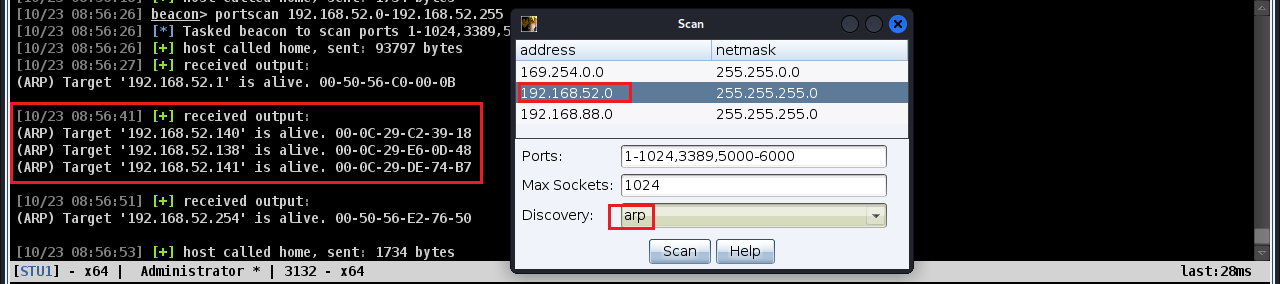 [10/23 08:56:26] beacon> portscan 192.168.52.0-192.168.52.255
[10/23 08:56:26] [*] Tasked beacon to scan ports 1-1024,3389,5
[10/23 08:56:26] [+] host called home, sent: 93797 bytes
[10/23 08:56:27] [+] received output:
(ARP) Target '192.168.52.1' is alive. 00-50-56-C0-00-0B
[10/23 08:56:41] [+] received output:
(ARP) Target '192.168.52.140' is alive. 00-0C-29-C2-39-18
(ARP) Target '192.168.52.138' is alive. 00-0C-29-E6-0D-48
(ARP) Target '192.168.52.141' is alive. 00-0C-29-DE-74-B7
[10/23 08:56:51] [+] received output:
(ARP) Target '192.168.52.254' is alive. 00-50-56-E2-76-50
[10/23 08:56:53] [+] host called home, sent: 1734 bytes
[STU1] - x64 | Administrator * | 3132 - x64
last:28ms
Scan
address netmask
169.254.0.0 255.255.0.0
192.168.52.0 255.255.255.0
192.168.88.0 255.255.255.0
Ports: 1-1024,3389,5000-6000
Max Sockets: 1024
Discovery: arp
Scan Help